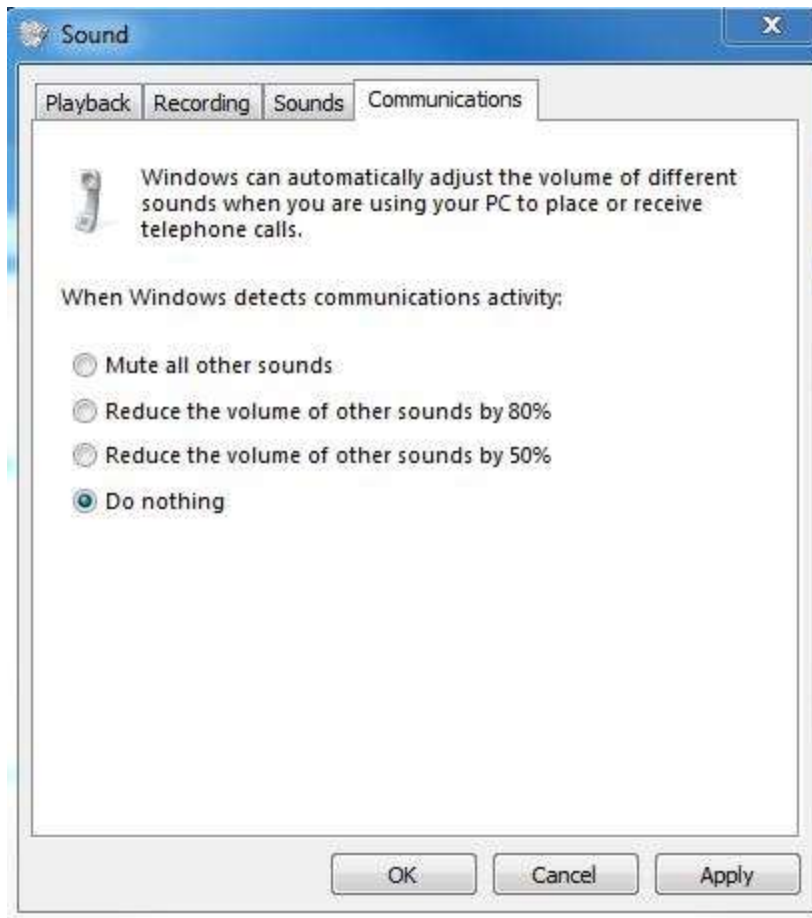 Sound
Playback Recording Sounds Communications
Windows can automatically adjust the volume of different
sounds when you are using your PC to place or receive
telephone calls.
When Windows detects communications activity:
Mute all other sounds
Reduce the volume of other sounds by 80%
Reduce the volume of other sounds by 50%
Do nothing
OK Cancel Apply